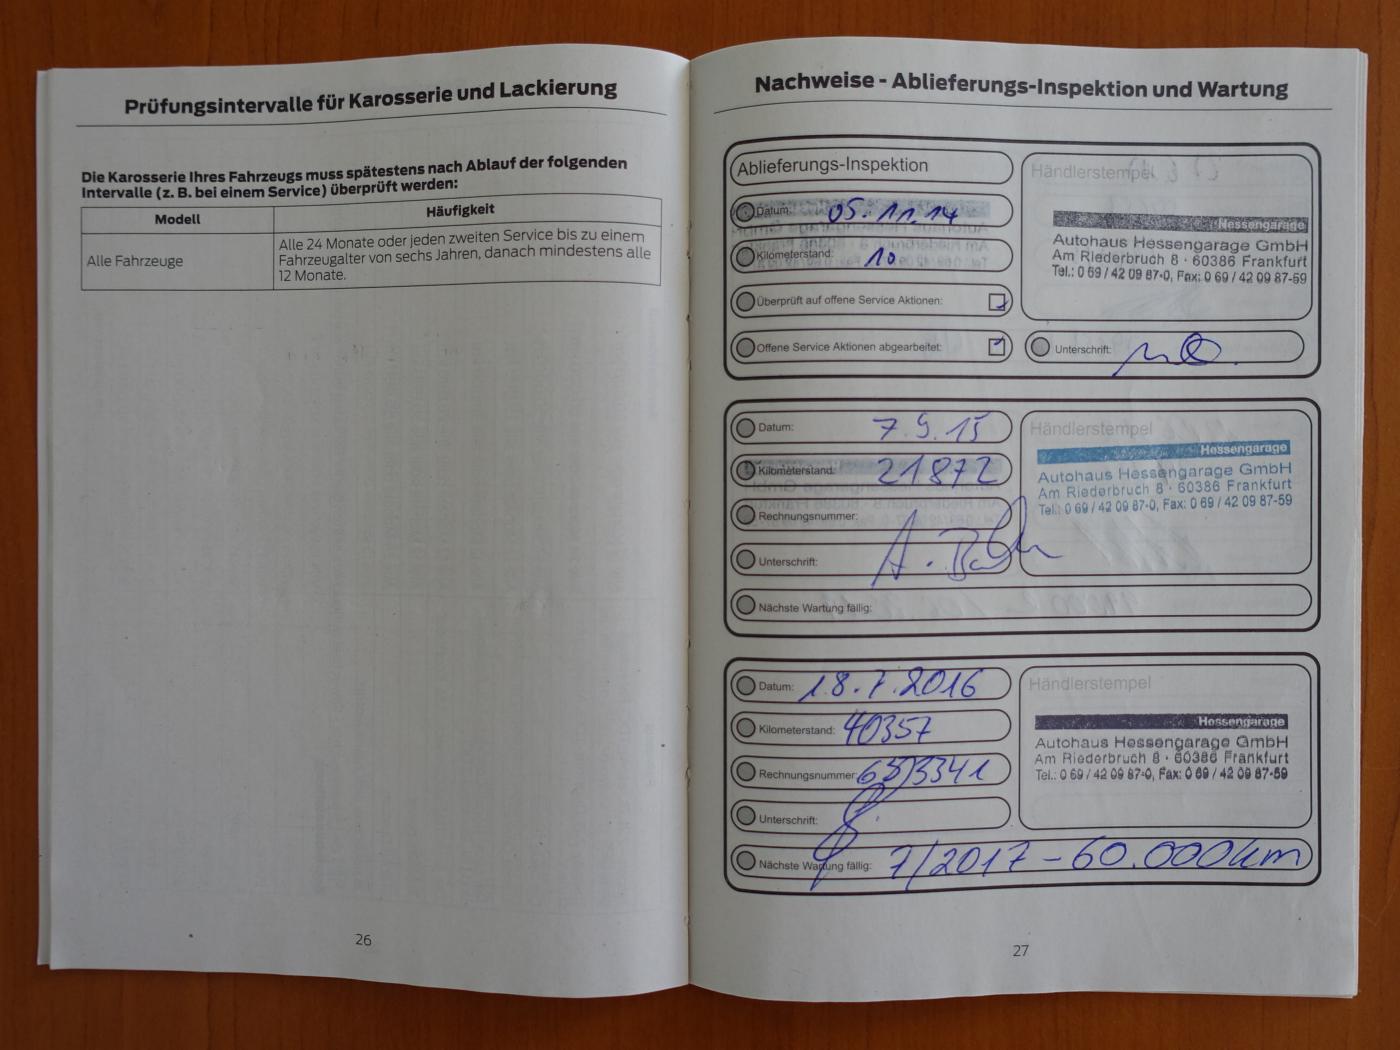 Prüfungsintervalle für Karosserie und Lackierung
Die Karosserie Ihres Fahrzeugs muss spätestens nach Ablauf der folgenden
Intervalle (z. B. bei einem Service) überprüft werden:
Modell Häufigkeit
Alle Fahrzeuge
Alle 24 Monate oder jeden zweiten Service bis zu einem
Fahrzeugalter von sechs Jahren, danach mindestens alle
12 Monate.
26
Nachweise - Ablieferungs-Inspektion und Wartung
Ablieferungs-Inspektion
Datum: 05.11.14
Kilometerstand: 10
Überprüft auf offene Service Aktionen:
Offene Service Aktionen abgearbeitet:
Händlerstempel
Hessengarage
Autohaus Hessengarage GmbH
Am Riederbruch 8 · 60386 Frankfurt
Tel.: 0 69 / 42 09 87-0, Fax: 0 69 / 42 09 87-59
Unterschrift:
Datum: 7.9.15
Kilometerstand: 21872
Rechnungsnummer:
Unterschrift:
Nächste Wartung fällig:
Händlerstempel
Hessengarage
Autohaus Hessengarage GmbH
Am Riederbruch 8 · 60386 Frankfurt
Tel.: 0 69 / 42 09 87-0, Fax: 0 69 / 42 09 87-59
Datum: 18.7.2016
Kilometerstand: 40357
Rechnungsnummer:
Unterschrift:
Nächste Wartung fällig: 7/2017 - 60.000km
Händlerstempel
Hessengarage
Autohaus Hessengarage GmbH
Am Riederbruch 8 · 60386 Frankfurt
Tel.: 0 69 / 42 09 87-0, Fax: 0 69 / 42 09 87-59
27